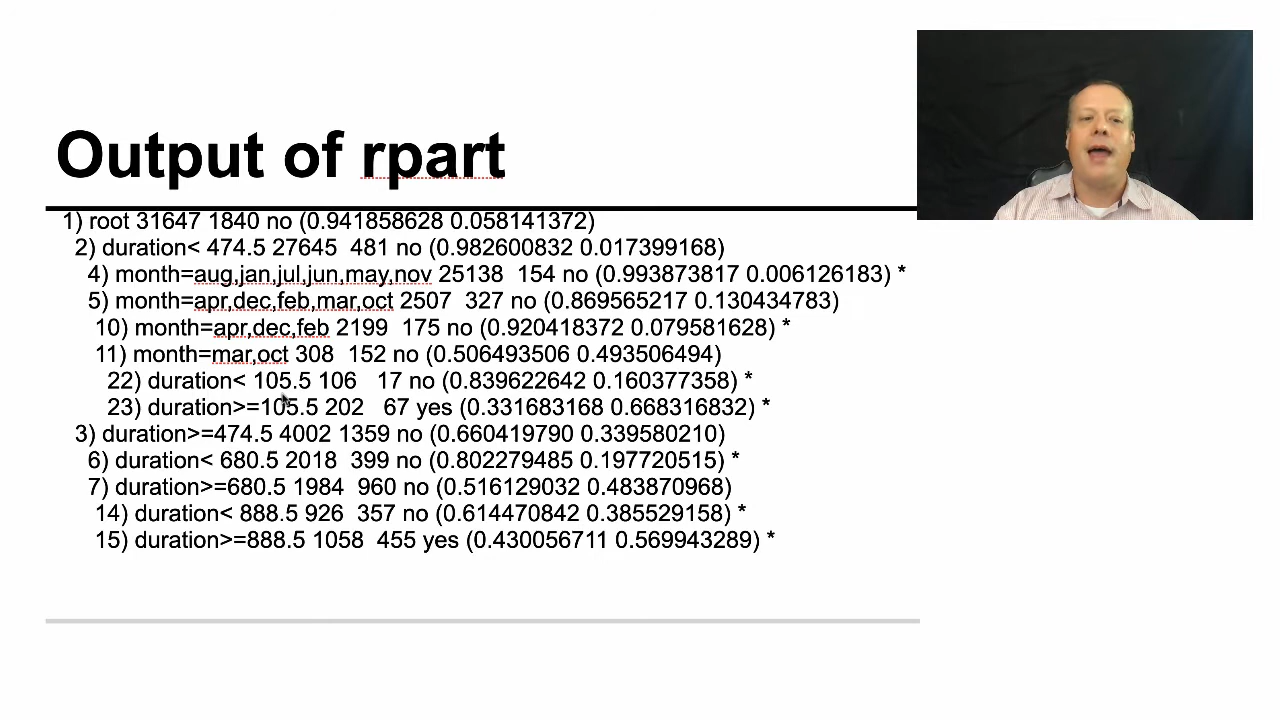 Output of rpart
1) root 31647 1840 no (0.941858628 0.058141372)
2) duration< 474.5 27645 481 no (0.982600832 0.017399168)
4) month=aug,jan,jul,jun,may,nov 25138 154 no (0.993873817 0.006126183) *
5) month=apr,dec,feb,mar,oct 2507 327 no (0.869565217 0.130434783)
10) month=apr,dec,feb 2199 175 no (0.920418372 0.079581628) *
11) month=mar,oct 308 152 no (0.506493506 0.493506494)
22) duration< 105.5 106 17 no (0.839622642 0.160377358) *
23) duration>=105.5 202 67 yes (0.331683168 0.668316832) *
3) duration>=474.5 4002 1359 no (0.660419790 0.339580210)
6) duration< 680.5 2018 399 no (0.802279485 0.197720515) *
7) duration>=680.5 1984 960 no (0.516129032 0.483870968)
14) duration< 888.5 926 357 no (0.614470842 0.385529158) *
15) duration>=888.5 1058 455 yes (0.430056711 0.569943289) *